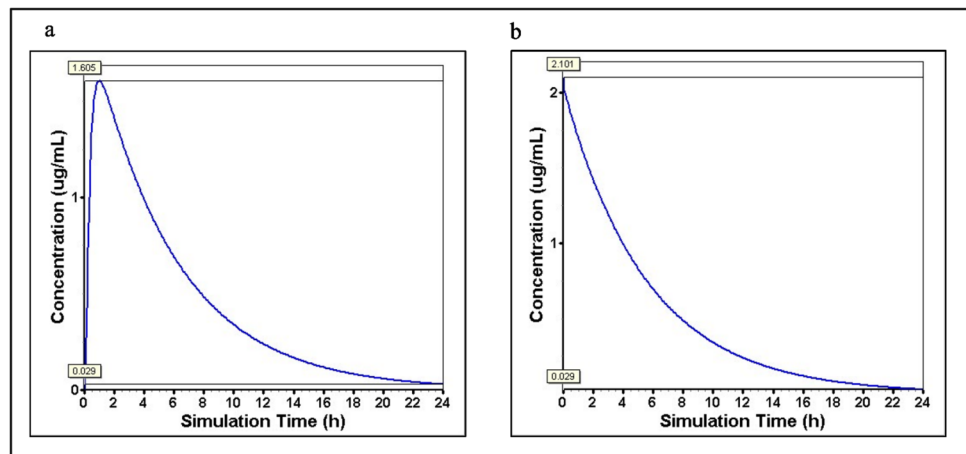 a
1.605
Concentration (ug/mL)
1
0.029
0
0 2 4 6 8 10 12 14 16 18 20 22 24
Simulation Time (h)
b
2.101
2
Concentration (ug/mL)
1
0.029
0 2 4 6 8 10 12 14 16 18 20 22 24
Simulation Time (h)